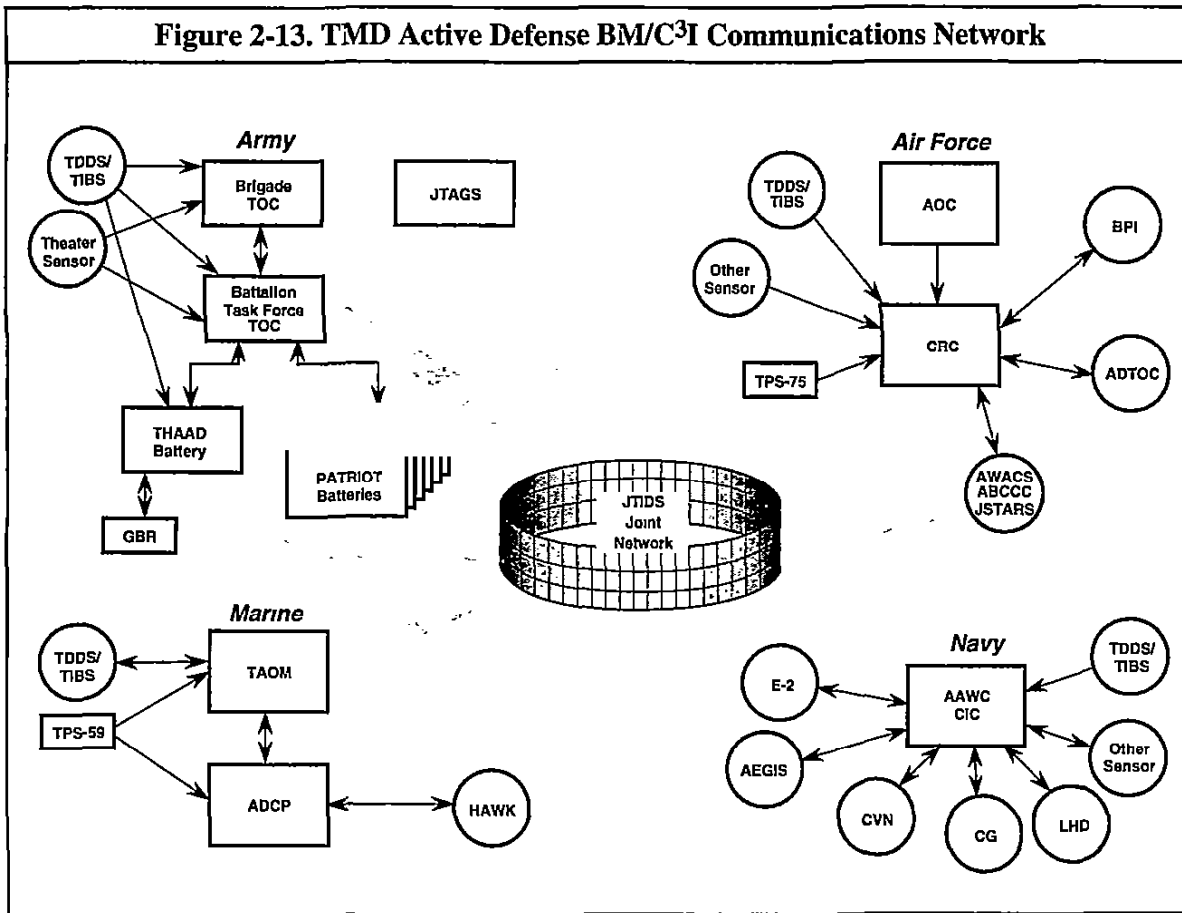 Figure 2-13. TMD Active Defense BM/C³I Communications Network
Army
TDDS/
TIBS
Brigade
TOC
JTAGS
Theater
Sensor
Battalion
Task Force
TOC
THAAD
Battery
PATRIOT
Batteries
GBR
Air Force
TDDS/
TIBS
AOC
BPI
Other
Sensor
CRC
TPS-75
ADTOC
AWACS
ABCCC
JSTARS
JTIDS
Joint
Network
Marine
TDDS/
TIBS
TAOM
TPS-59
ADCP
HAWK
Navy
E-2
AAWC
CIC
TDDS/
TIBS
AEGIS
Other
Sensor
CVN
CG
LHD